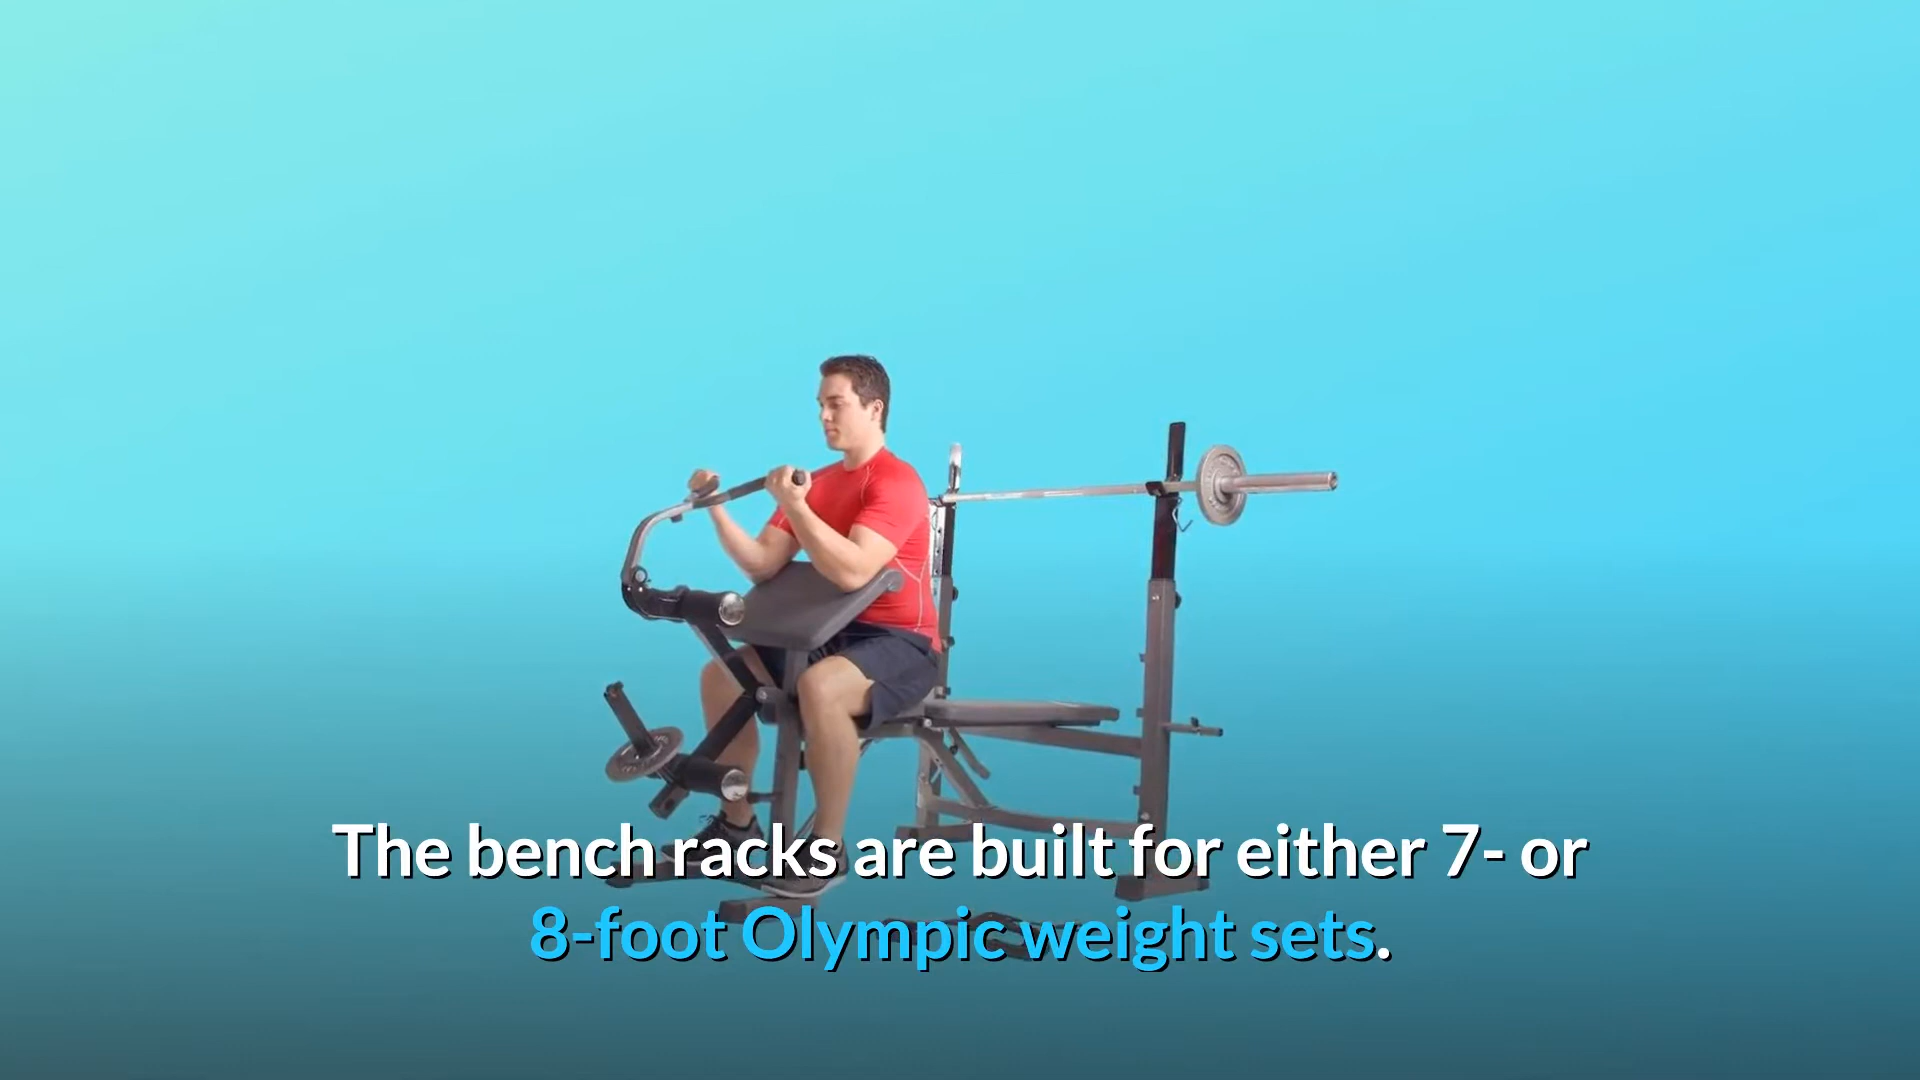 The bench racks are built for either 7- or
8-foot Olympic weight sets.